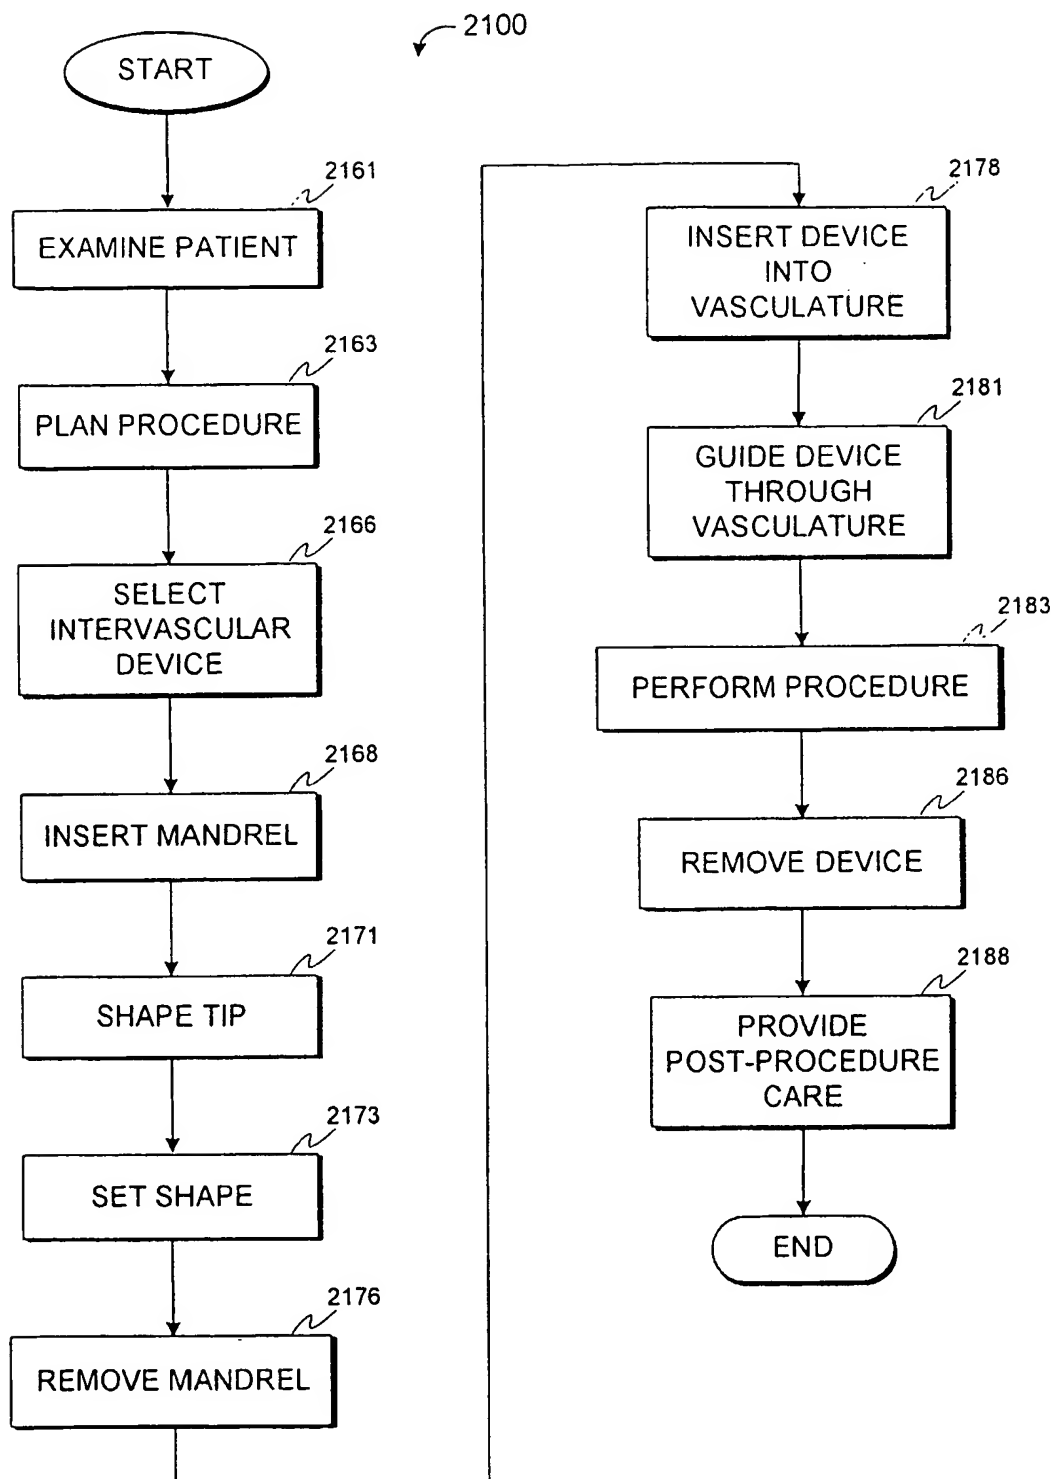 2100
START
2161
EXAMINE PATIENT
2163
PLAN PROCEDURE
2166
SELECT
INTERVASCULAR
DEVICE
2168
INSERT MANDREL
2171
SHAPE TIP
2173
SET SHAPE
2176
REMOVE MANDREL
2178
INSERT DEVICE
INTO
VASCULATURE
2181
GUIDE DEVICE
THROUGH
VASCULATURE
2183
PERFORM PROCEDURE
2186
REMOVE DEVICE
2188
PROVIDE
POST-PROCEDURE
CARE
END